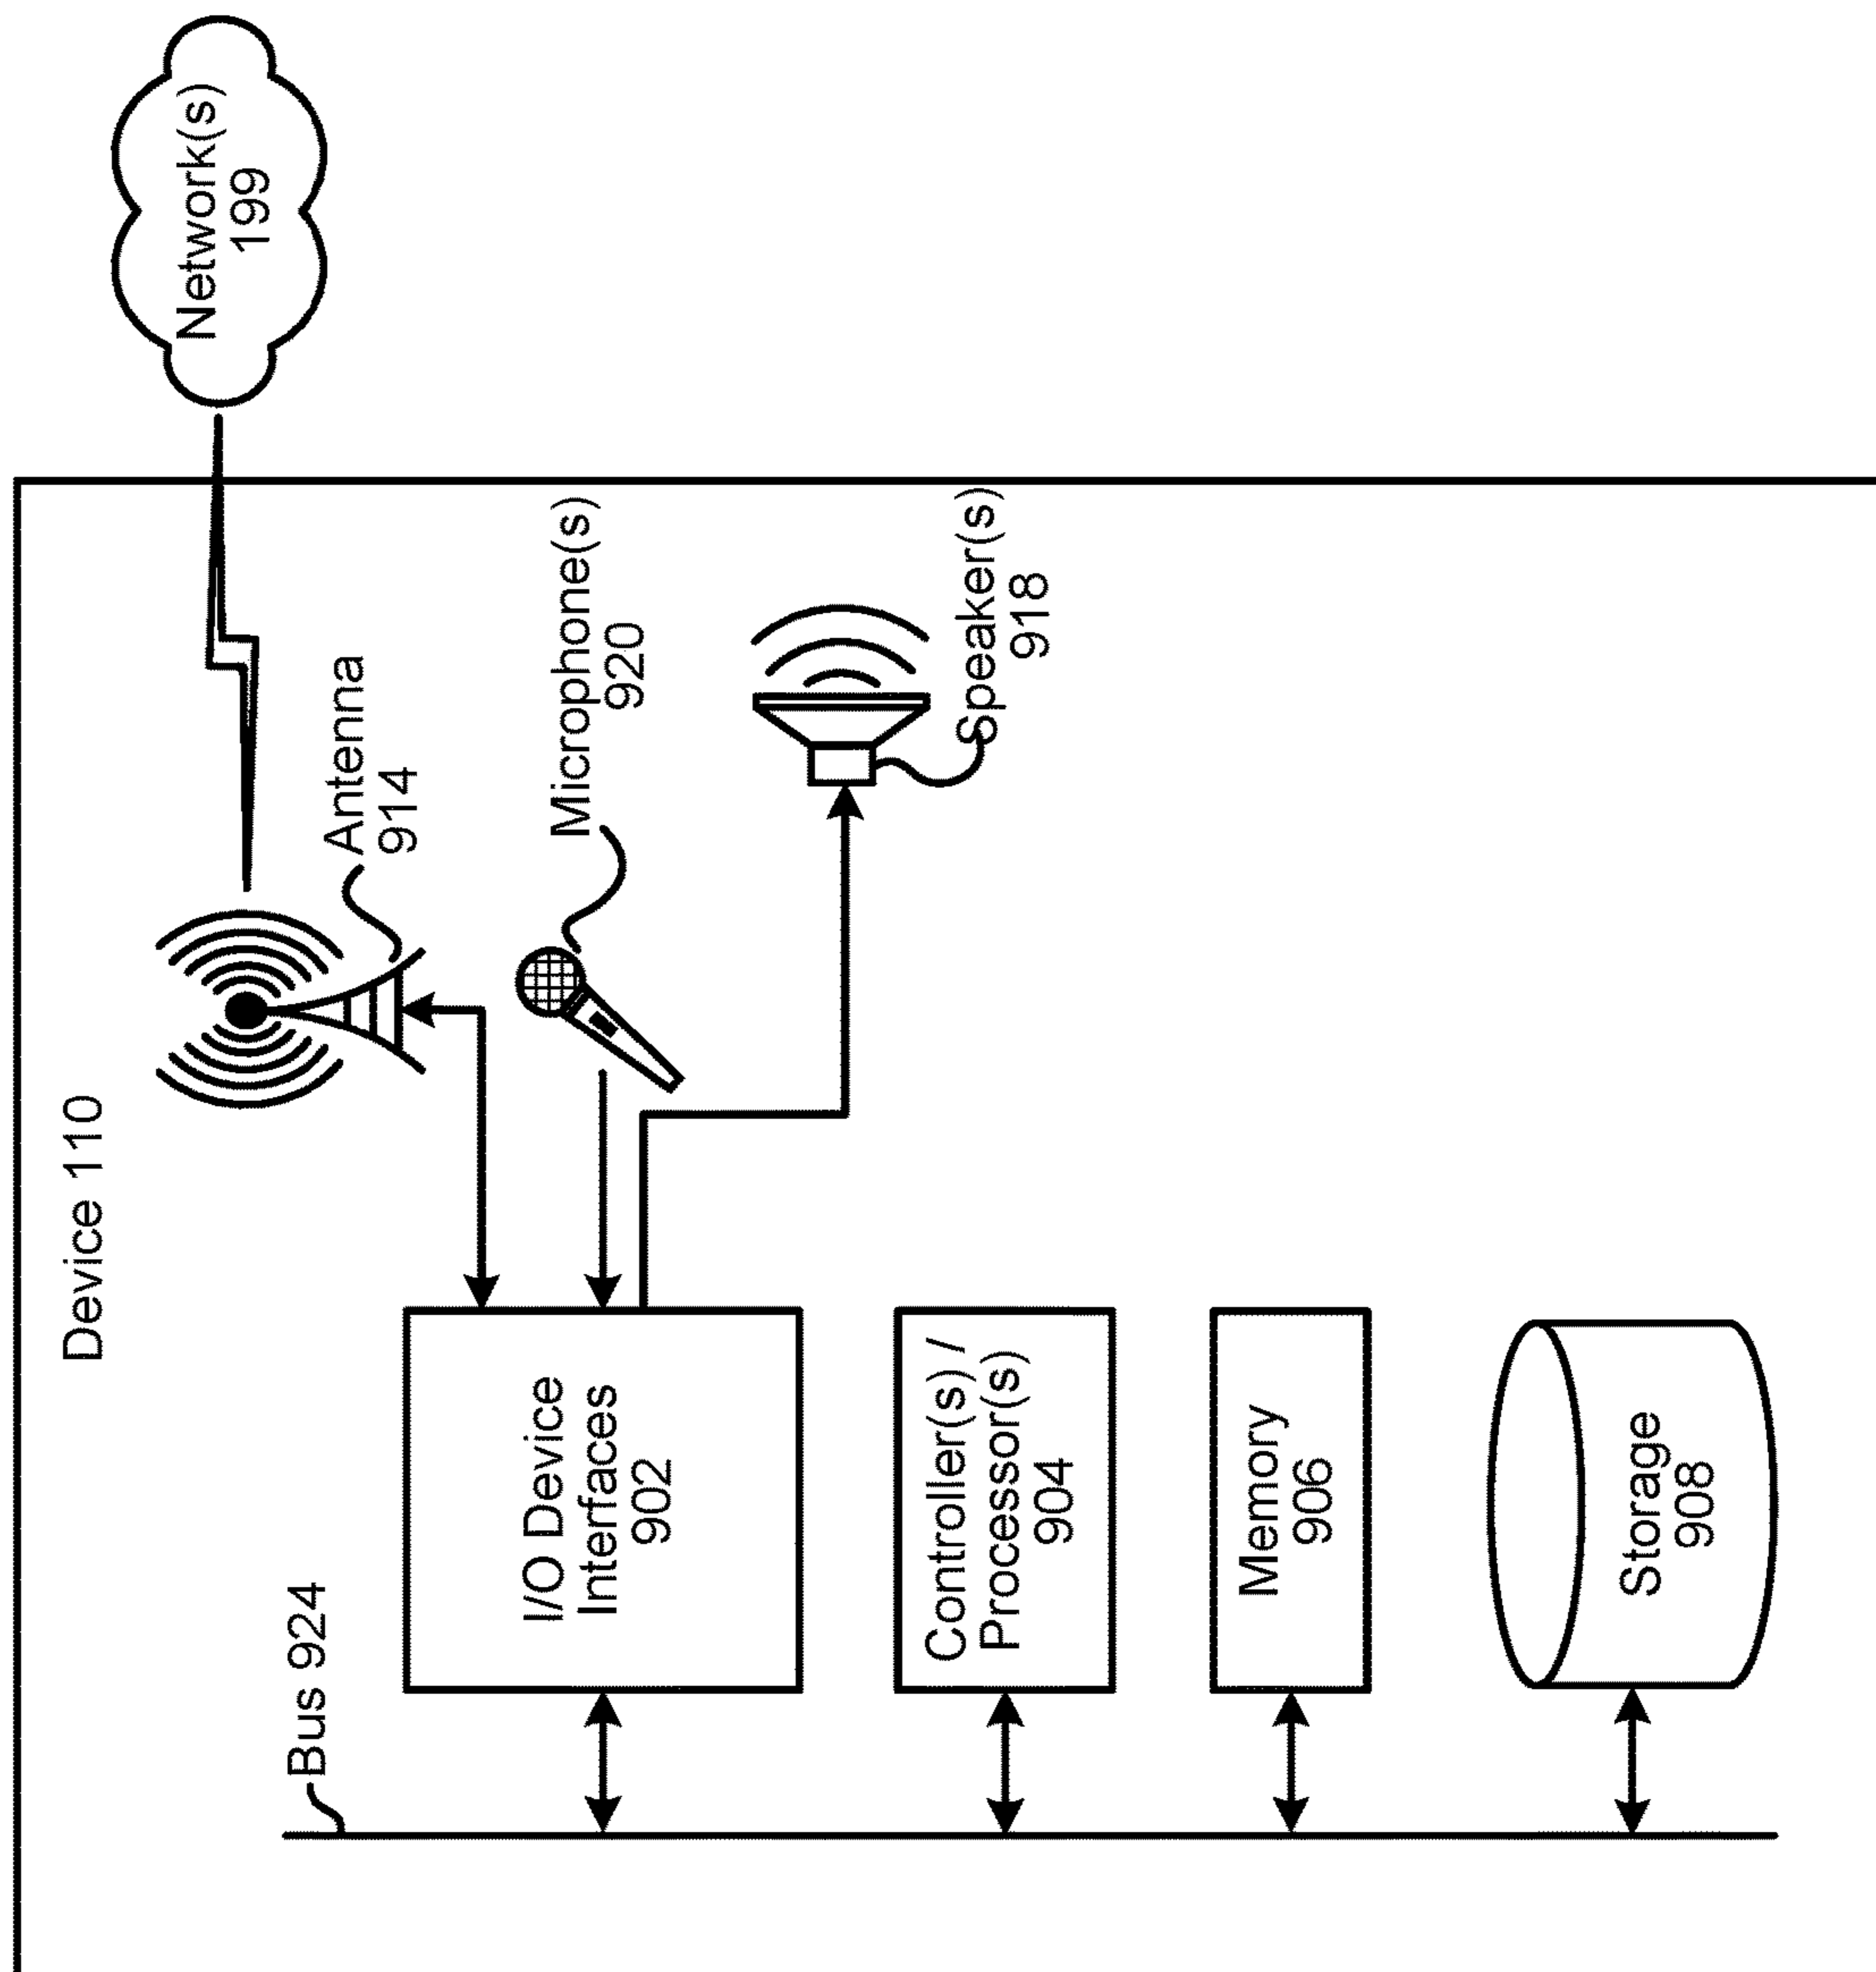 Device 110
Bus 924
I/O Device
Interfaces
902
Controller(s) /
Processor(s)
904
Memory
906
Storage
908
Antenna
914
Microphone(s)
920
Speaker(s)
918
Network(s)
199